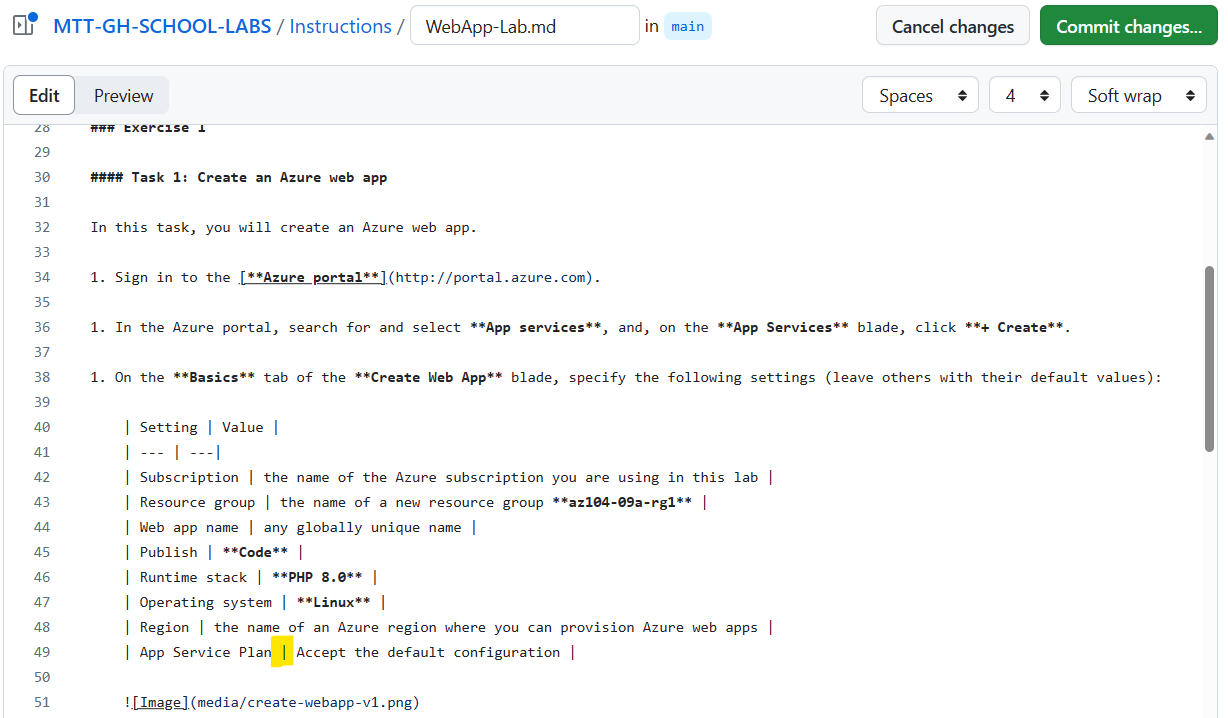 MTT-GH-SCHOOL-LABS / Instructions / WebApp-Lab.md in main Cancel changes Commit changes...
Edit Preview Spaces 4 Soft wrap
28 ### Exercise 1
29
30 #### Task 1: Create an Azure web app
31
32 In this task, you will create an Azure web app.
33
34 1. Sign in to the [**Azure portal**](http://portal.azure.com).
35
36 1. In the Azure portal, search for and select **App services**, and, on the **App Services** blade, click **+ Create**.
37
38 1. On the **Basics** tab of the **Create Web App** blade, specify the following settings (leave others with their default values):
39
40 | Setting | Value |
41 | --- | ---|
42 | Subscription | the name of the Azure subscription you are using in this lab |
43 | Resource group | the name of a new resource group **az104-09a-rg1** |
44 | Web app name | any globally unique name |
45 | Publish | **Code** |
46 | Runtime stack | **PHP 8.0** |
47 | Operating system | **Linux** |
48 | Region | the name of an Azure region where you can provision Azure web apps |
49 | App Service Plan | Accept the default configuration |
50
51 ![Image](media/create-webapp-v1.png)